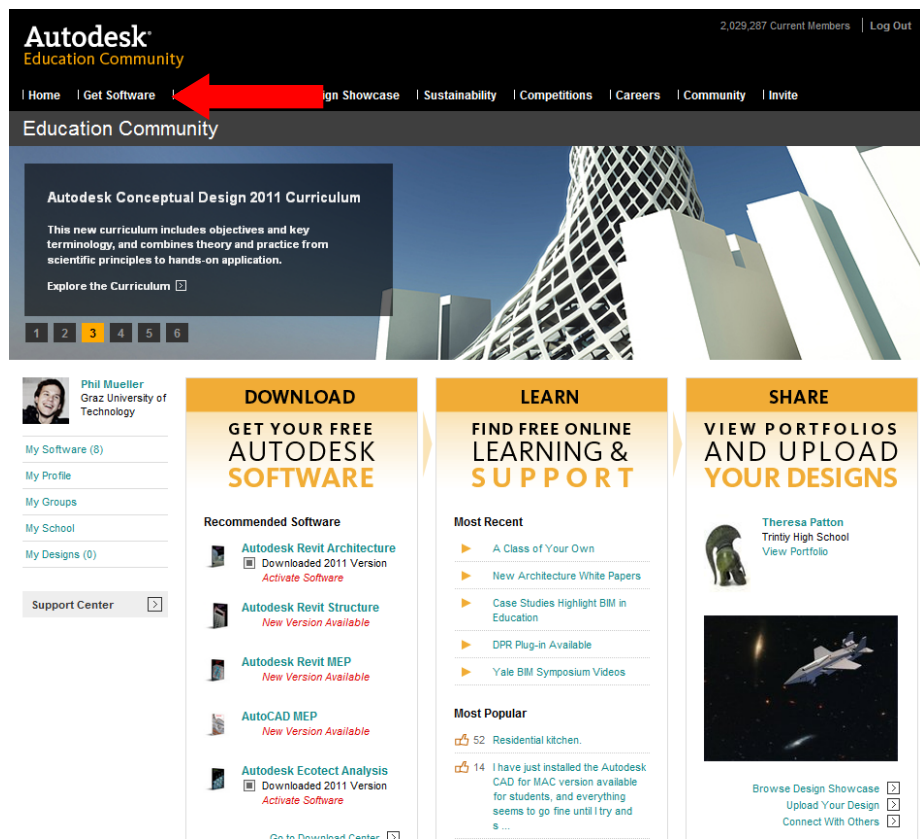 2,029,287 Current Members | Log Out
Autodesk®
Education Community
Home | Get Software | ign Showcase | Sustainability | Competitions | Careers | Community | Invite
Education Community
Autodesk Conceptual Design 2011 Curriculum
This new curriculum includes objectives and key
terminology, and combines theory and practice from
scientific principles to hands-on application.
Explore the Curriculum
1 2 3 4 5 6
Phil Mueller
Graz University of
Technology
My Software (8)
My Profile
My Groups
My School
My Designs (0)
Support Center
DOWNLOAD
GET YOUR FREE
AUTODESK
SOFTWARE
Recommended Software
Autodesk Revit Architecture
Downloaded 2011 Version
Activate Software
Autodesk Revit Structure
New Version Available
Autodesk Revit MEP
New Version Available
AutoCAD MEP
New Version Available
Autodesk Ecotect Analysis
Downloaded 2011 Version
Activate Software
Go to Download Center
LEARN
FIND FREE ONLINE
LEARNING &
SUPPORT
Most Recent
A Class of Your Own
New Architecture White Papers
Case Studies Highlight BIM in
Education
DPR Plug-in Available
Yale BIM Symposium Videos
Most Popular
52 Residential kitchen.
14 I have just installed the Autodesk
CAD for MAC version available
for students, and everything
seems to go fine until I try and
s ...
SHARE
VIEW PORTFOLIOS
AND UPLOAD
YOUR DESIGNS
Theresa Patton
Trintiy High School
View Portfolio
Browse Design Showcase
Upload Your Design
Connect With Others